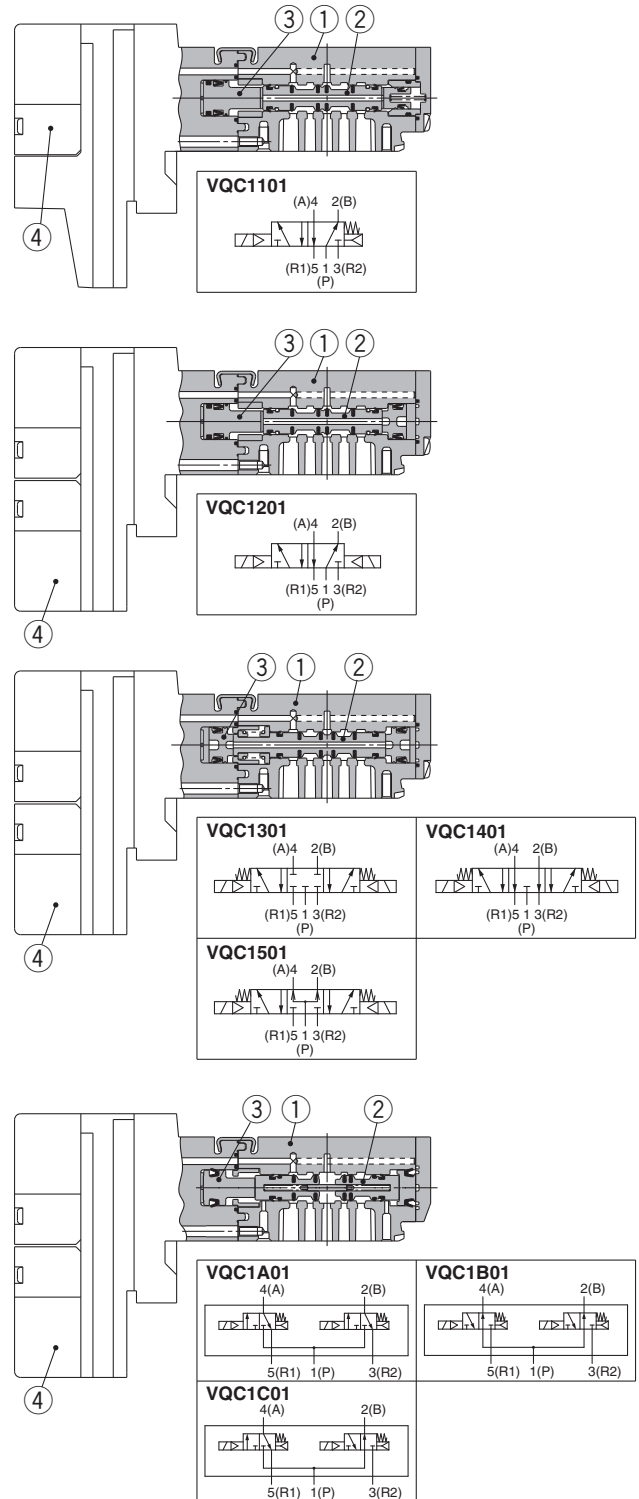 ③ ① ②
④
VQC1101
(A)4 2(B)
(R1)5 1 3(R2)
(P)
③ ① ②
④
VQC1201
(A)4 2(B)
(R1)5 1 3(R2)
(P)
③ ① ②
④
VQC1301
(A)4 2(B)
(R1)5 1 3(R2)
(P)
VQC1401
(A)4 2(B)
(R1)5 1 3(R2)
(P)
VQC1501
(A)4 2(B)
(R1)5 1 3(R2)
(P)
③ ① ②
④
VQC1A01
4(A) 2(B)
5(R1) 1(P) 3(R2)
VQC1B01
4(A) 2(B)
5(R1) 1(P) 3(R2)
VQC1C01
4(A) 2(B)
5(R1) 1(P) 3(R2)